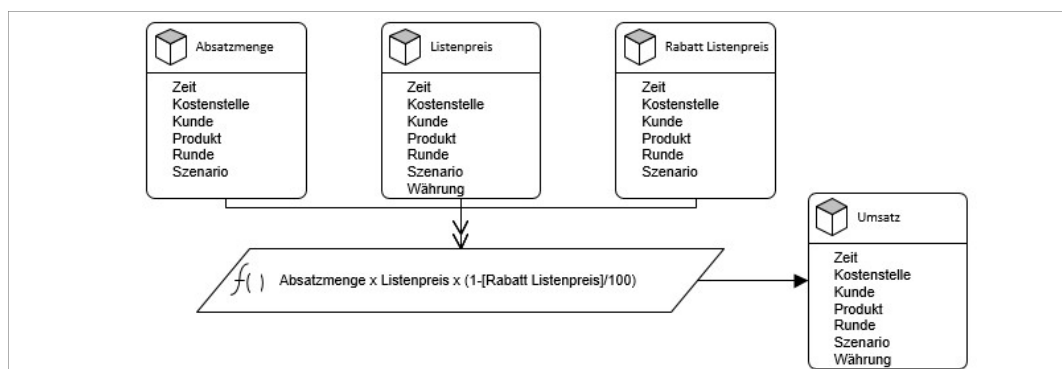 Absatzmenge
Zeit
Kostenstelle
Kunde
Produkt
Runde
Szenario
Listenpreis
Zeit
Kostenstelle
Kunde
Produkt
Runde
Szenario
Währung
Rabatt Listenpreis
Zeit
Kostenstelle
Kunde
Produkt
Runde
Szenario
f() Absatzmenge x Listenpreis x (1-[Rabatt Listenpreis]/100)
Umsatz
Zeit
Kostenstelle
Kunde
Produkt
Runde
Szenario
Währung